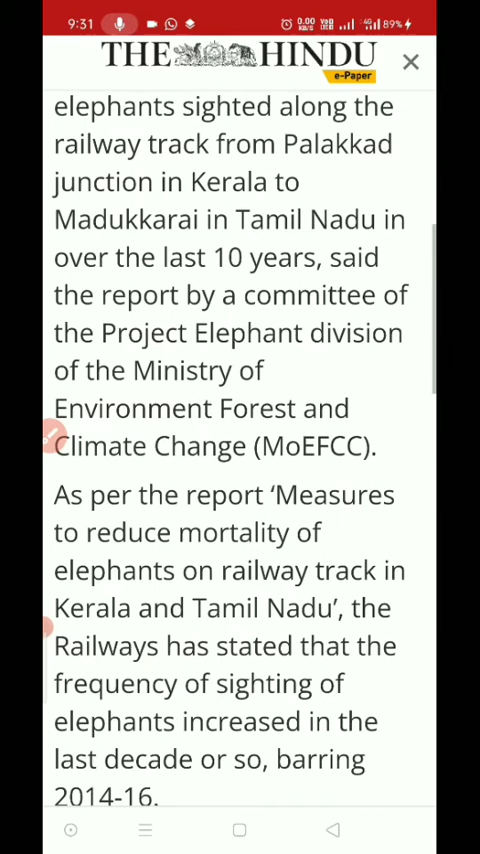 9:31
0.00 KB/S
4G
89%
THE HINDU
e-Paper
elephants sighted along the
railway track from Palakkad
junction in Kerala to
Madukkarai in Tamil Nadu in
over the last 10 years, said
the report by a committee of
the Project Elephant division
of the Ministry of
Environment Forest and
Climate Change (MoEFCC).
As per the report ‘Measures
to reduce mortality of
elephants on railway track in
Kerala and Tamil Nadu’, the
Railways has stated that the
frequency of sighting of
elephants increased in the
last decade or so, barring
2014-16.